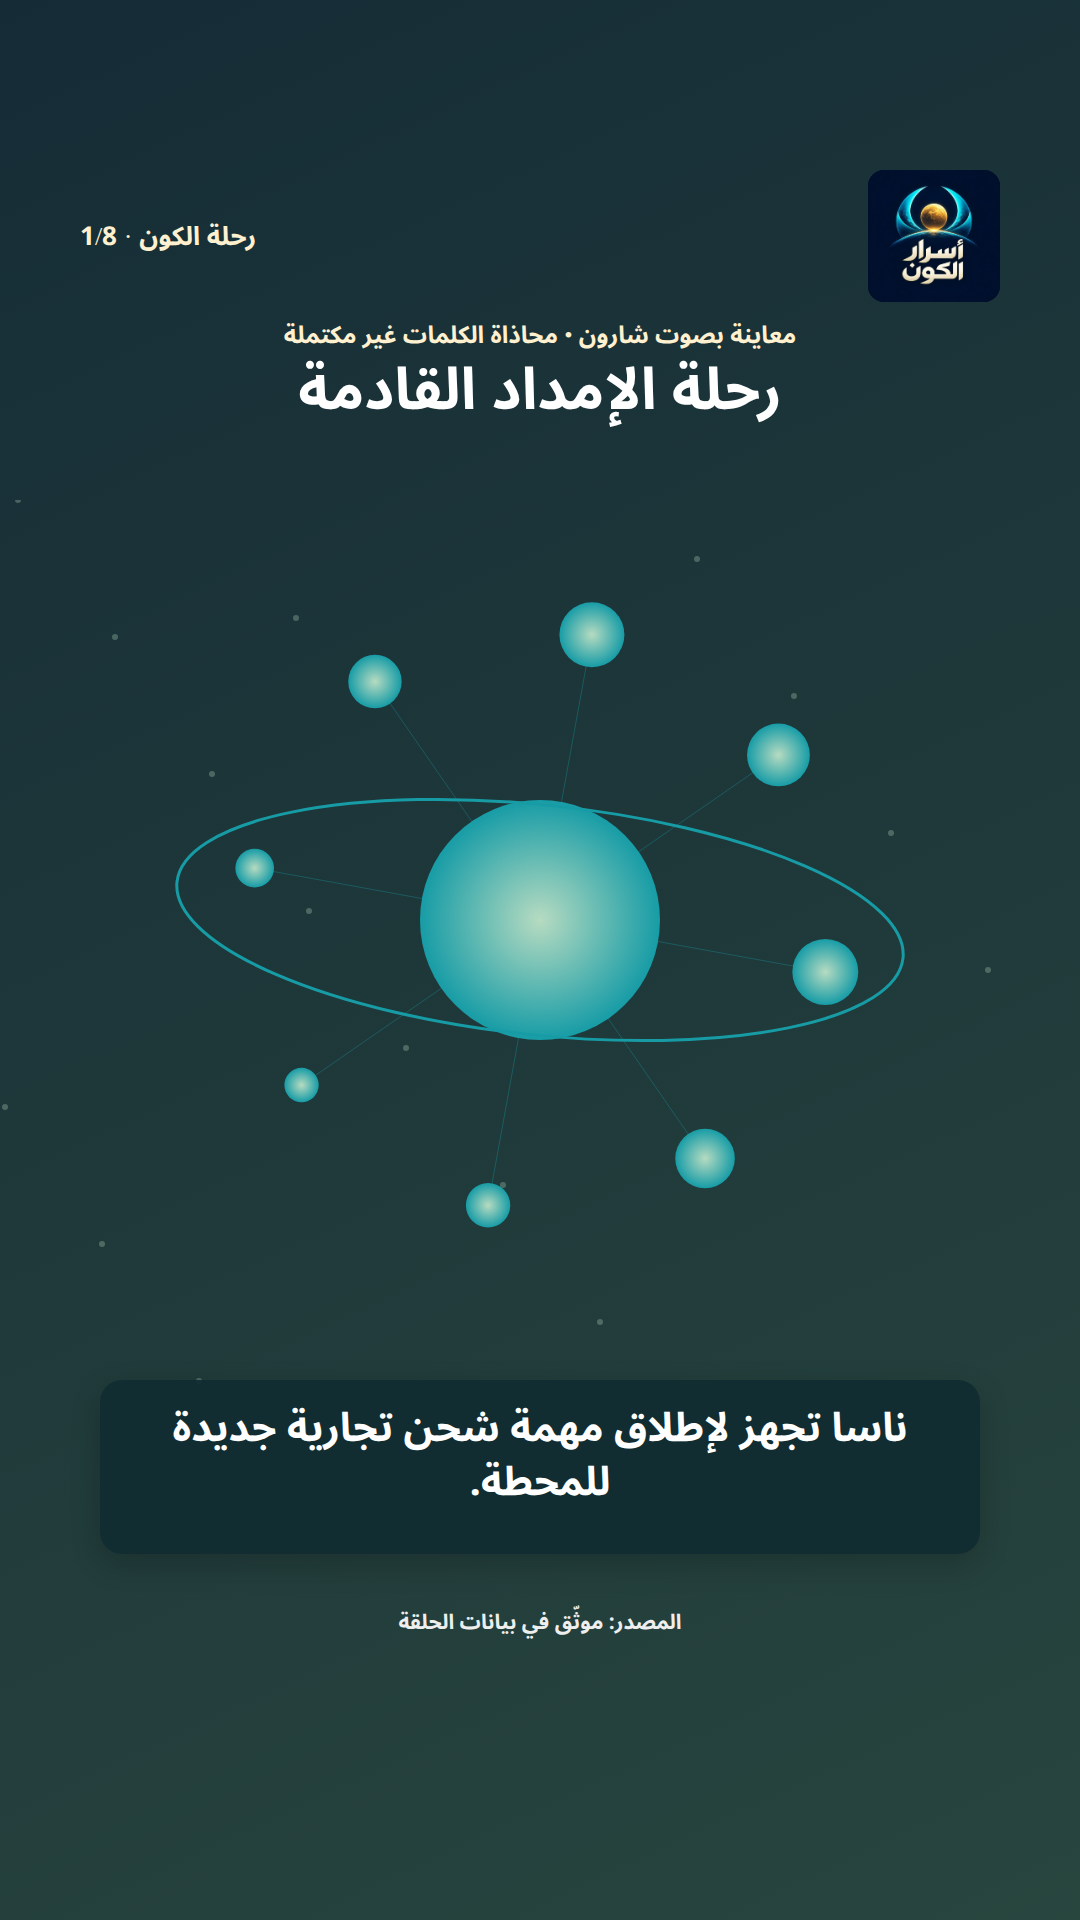 أسرار
الكون
رحلة الكون · 1/8
معاينة بصوت شارون • محاذاة الكلمات غير مكتملة
رحلة الإمداد القادمة
ناسا تجهز لإطلاق مهمة شحن تجارية جديدة
للمحطة.
المصدر: موثّق في بيانات الحلقة